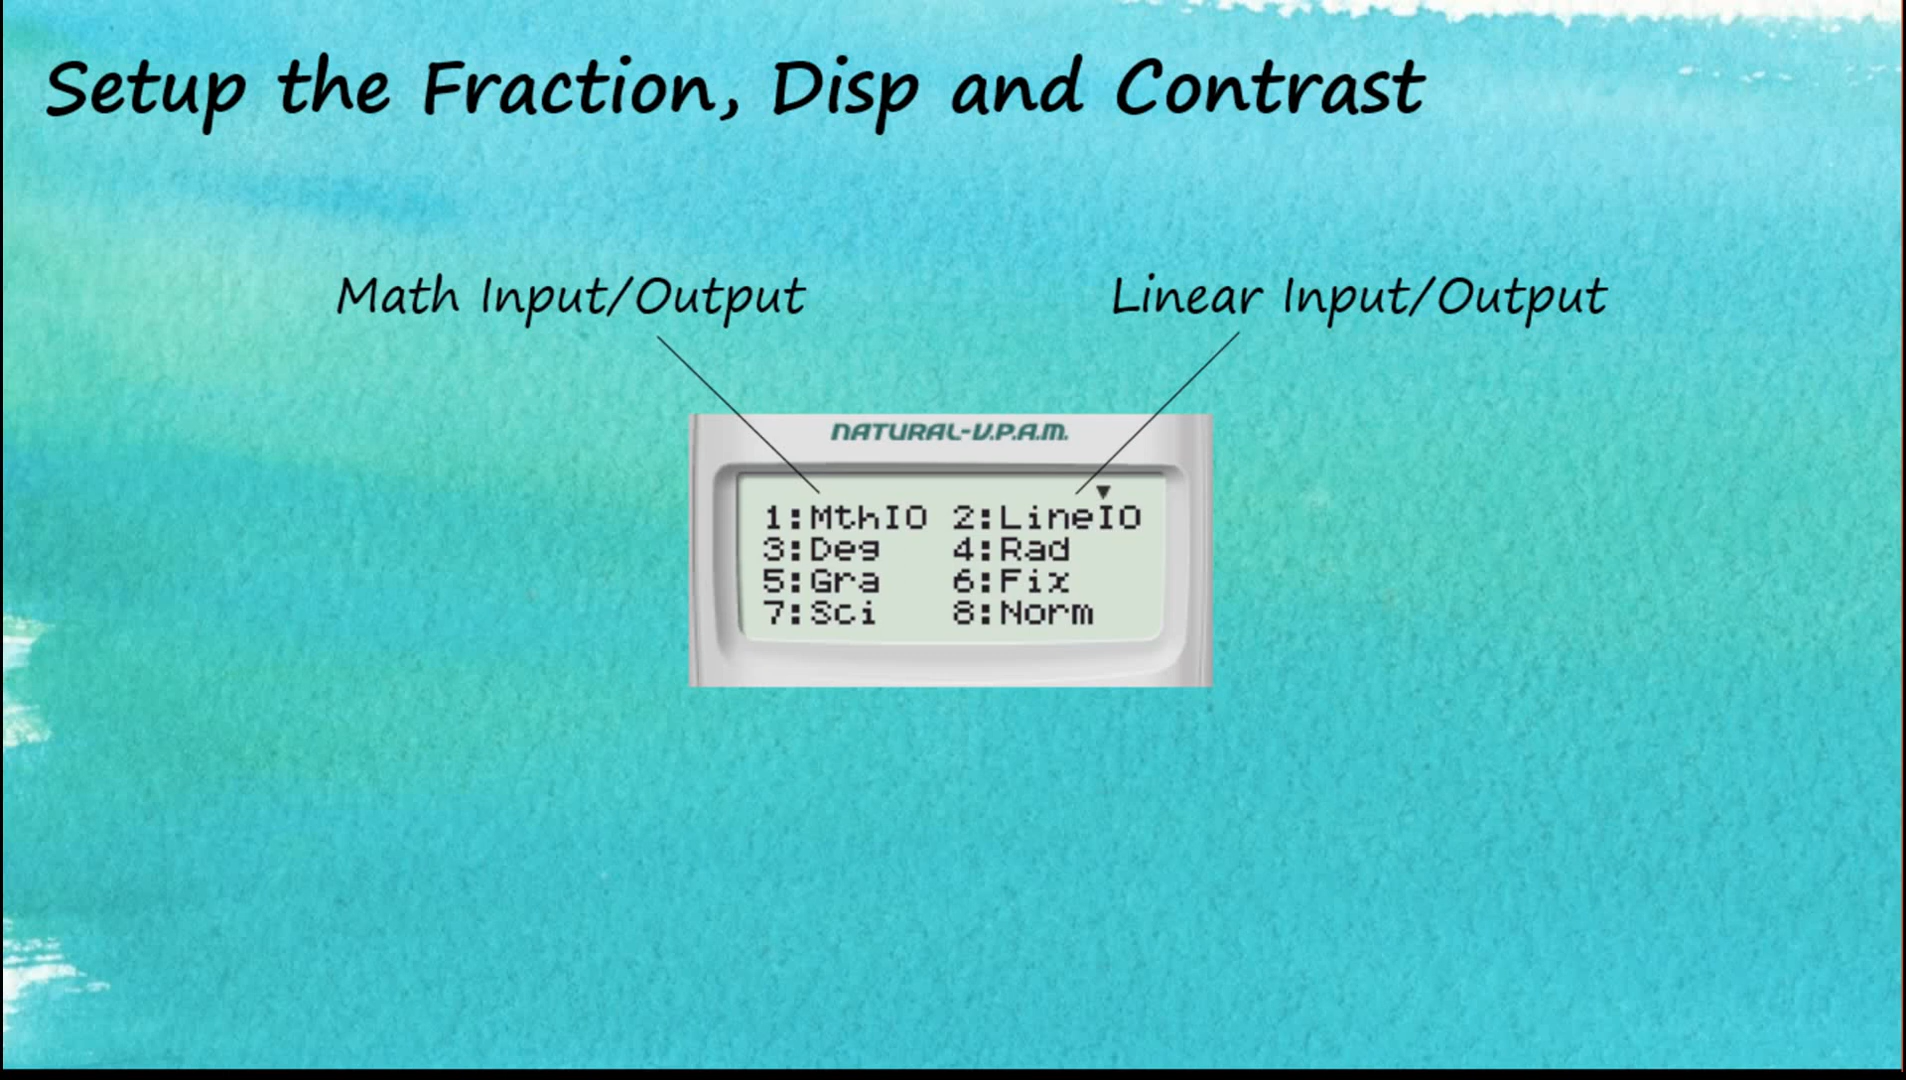 Setup the Fraction, Disp and Contrast
Math Input/Output
Linear Input/Output
NATURAL-V.P.A.M.
1:MthIO 2:LineIO
3:Deg 4:Rad
5:Gra 6:Fix
7:Sci 8:Norm